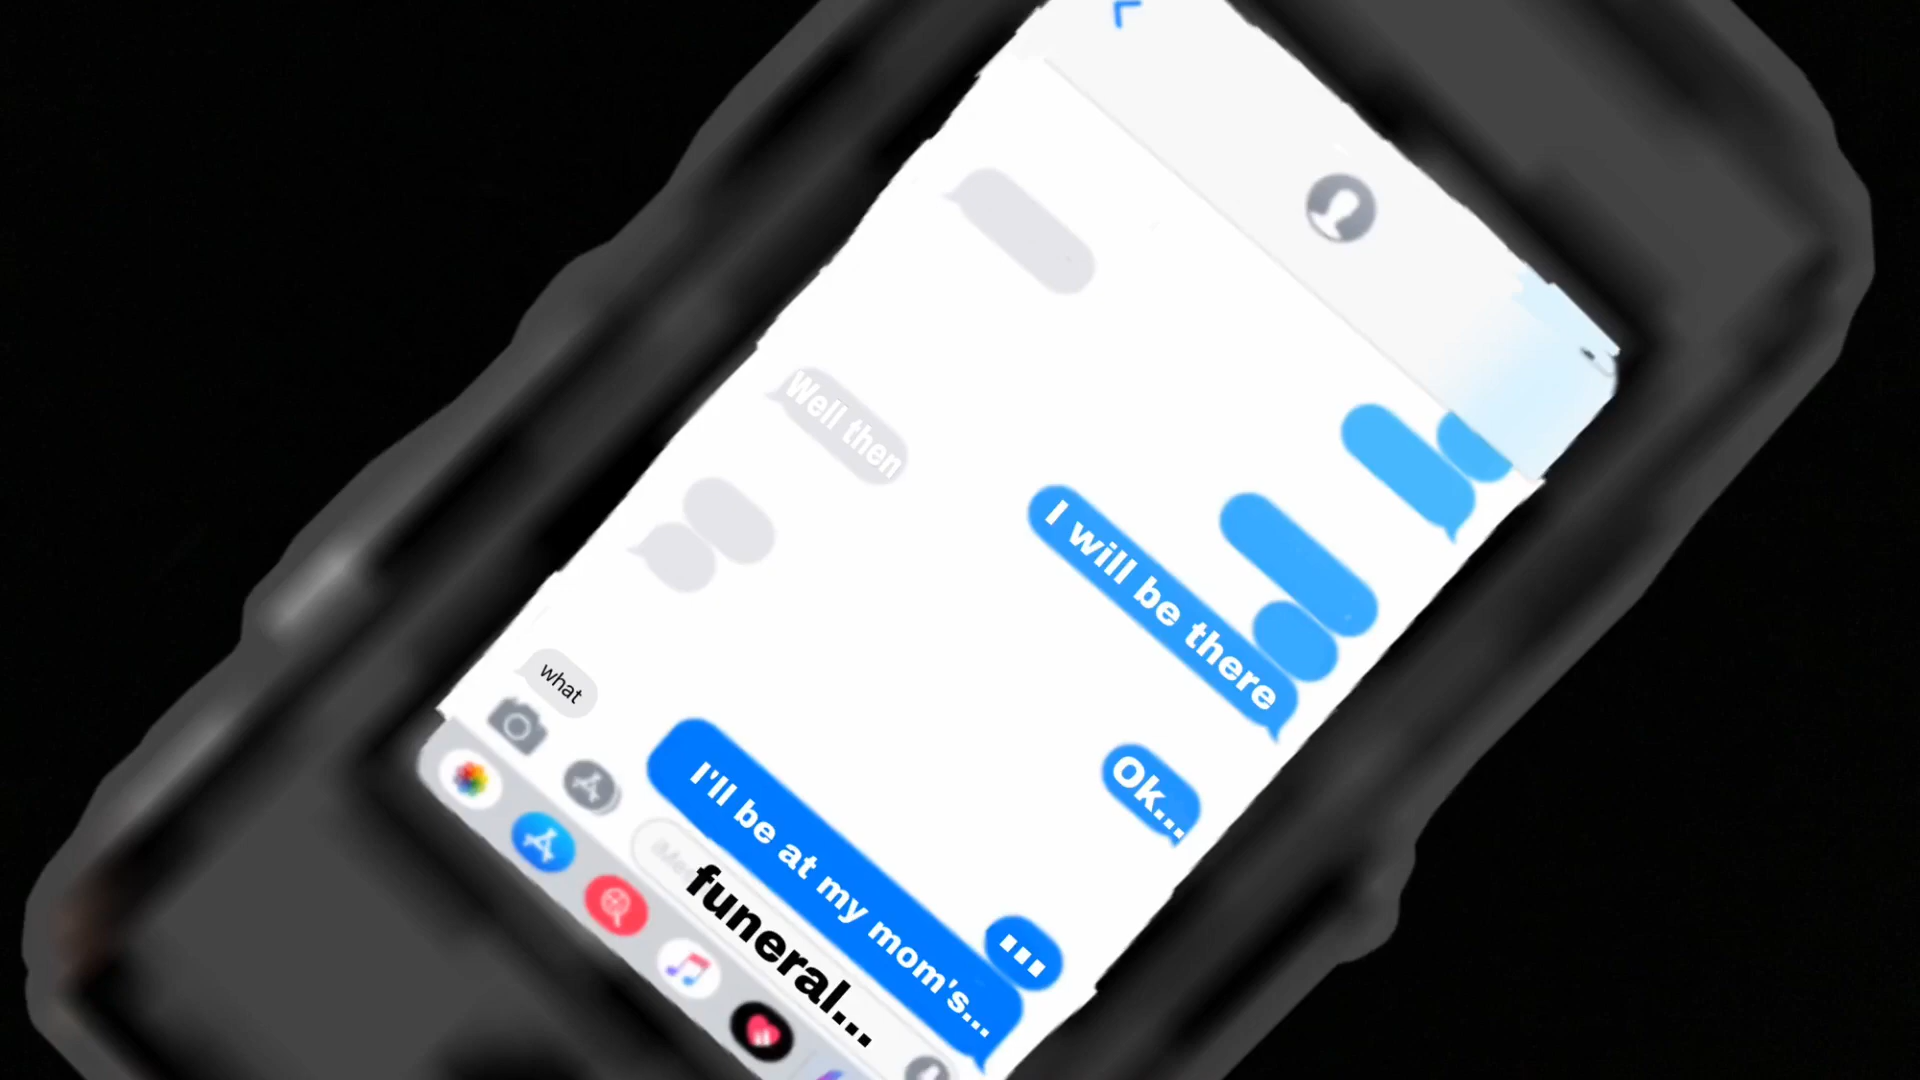 Well then
I will be there
Ok...
what
...
I'll be at my mom's...
funeral...